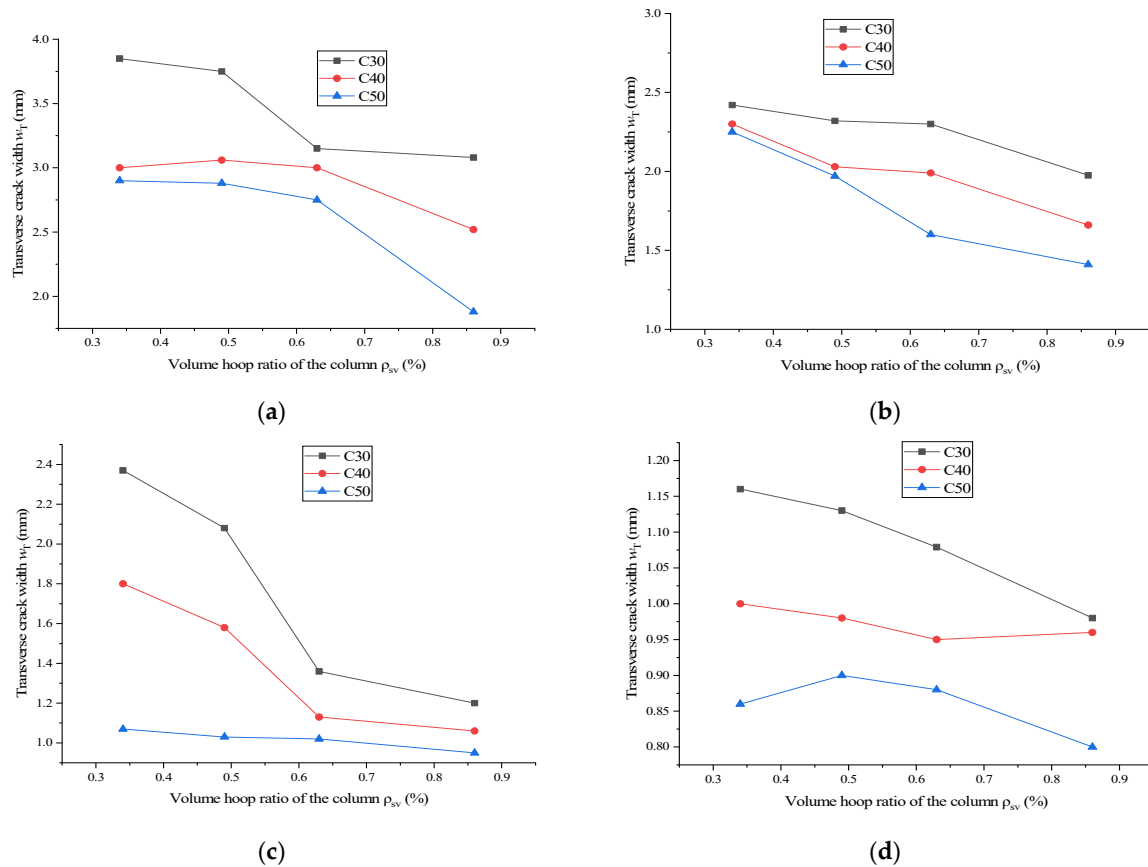 4.0
3.5
3.0
2.5
2.0
Transverse crack width wT (mm)
C30
C40
C50
0.3 0.4 0.5 0.6 0.7 0.8 0.9
Volume hoop ratio of the column ρsv (%)
(a)
3.0
2.5
2.0
1.5
1.0
Transverse crack width wT (mm)
C30
C40
C50
0.3 0.4 0.5 0.6 0.7 0.8 0.9
Volume hoop ratio of the column ρsv (%)
(b)
2.4
2.2
2.0
1.8
1.6
1.4
1.2
1.0
Transverse crack width wT (mm)
C30
C40
C50
0.3 0.4 0.5 0.6 0.7 0.8 0.9
Volume hoop ratio of the column ρsv (%)
(c)
1.20
1.15
1.10
1.05
1.00
0.95
0.90
0.85
0.80
Transverse crack width wT (mm)
C30
C40
C50
0.3 0.4 0.5 0.6 0.7 0.8 0.9
Volume hoop ratio of the column ρsv (%)
(d)